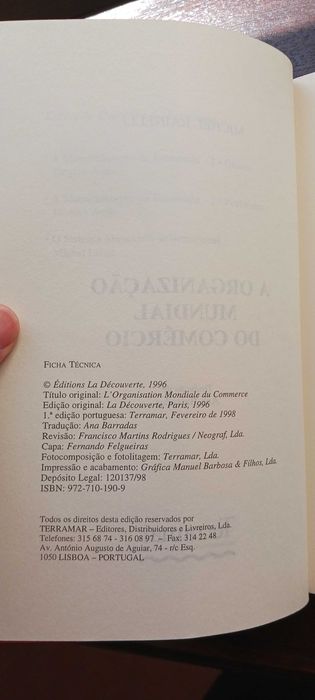 A ORGANIZAÇÃO
MUNDIAL
DO COMÉRCIO
FICHA TÉCNICA
© Éditions La Découverte, 1996
Título original: L'Organisation Mondiale du Commerce
Edição original: La Découverte, Paris, 1996
1.ª edição portuguesa: Terramar, Fevereiro de 1998
Tradução: Ana Barradas
Revisão: Francisco Martins Rodrigues / Neograf, Lda.
Capa: Fernando Felgueiras
Fotocomposição e fotolitagem: Terramar, Lda.
Impressão e acabamento: Gráfica Manuel Barbosa & Filhos, Lda.
Depósito Legal: 120137/98
ISBN: 972-710-190-9
Todos os direitos desta edição reservados por
TERRAMAR – Editores, Distribuidores e Livreiros, Lda.
Telefones: 315 68 74 - 316 08 97 – Fax: 314 22 48
Av. António Augusto de Aguiar, 74 - r/c Esq.
1050 LISBOA – PORTUGAL